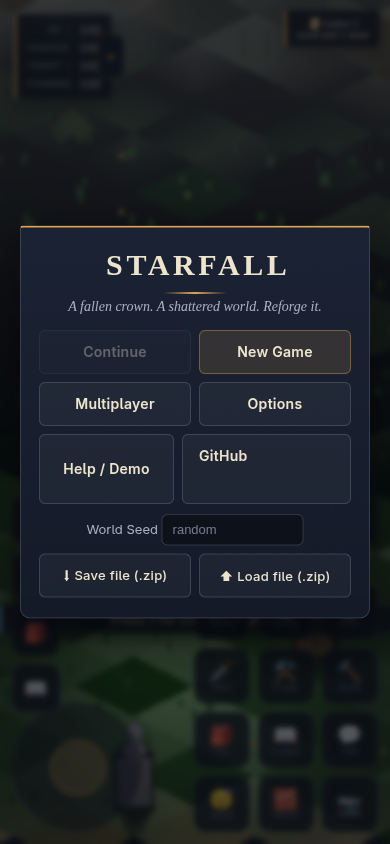 STARFALL
A fallen crown. A shattered world. Reforge it.
Continue New Game
Multiplayer Options
Help / Demo GitHub
World Seed random
⬇ Save file (.zip) ⬆ Load file (.zip)